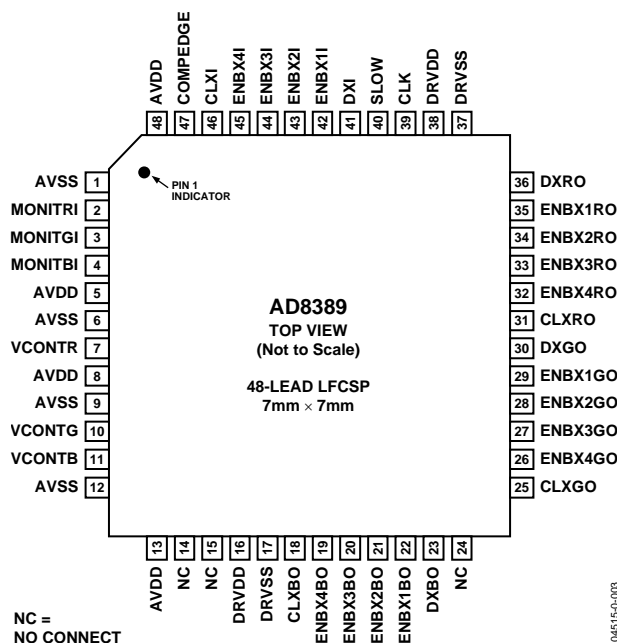 AVDD
COMPEDGE
CLXI
ENBX4I
ENBX3I
ENBX2I
ENBX1I
DXI
SLOW
CLK
DRVDD
DRVSS
48
47
46
45
44
43
42
41
40
39
38
37
AVSS 1
MONITRI 2
MONITGI 3
MONITBI 4
AVDD 5
AVSS 6
VCONTR 7
AVDD 8
AVSS 9
VCONTG 10
VCONTB 11
AVSS 12
PIN 1
INDICATOR
AD8389
TOP VIEW
(Not to Scale)
48-LEAD LFCSP
7mm × 7mm
36 DXRO
35 ENBX1RO
34 ENBX2RO
33 ENBX3RO
32 ENBX4RO
31 CLXRO
30 DXGO
29 ENBX1GO
28 ENBX2GO
27 ENBX3GO
26 ENBX4GO
25 CLXGO
13
14
15
16
17
18
19
20
21
22
23
24
AVDD
NC
NC
DRVDD
DRVSS
CLXBO
ENBX4BO
ENBX3BO
ENBX2BO
ENBX1BO
DXBO
NC
NC =
NO CONNECT
04515-0-003